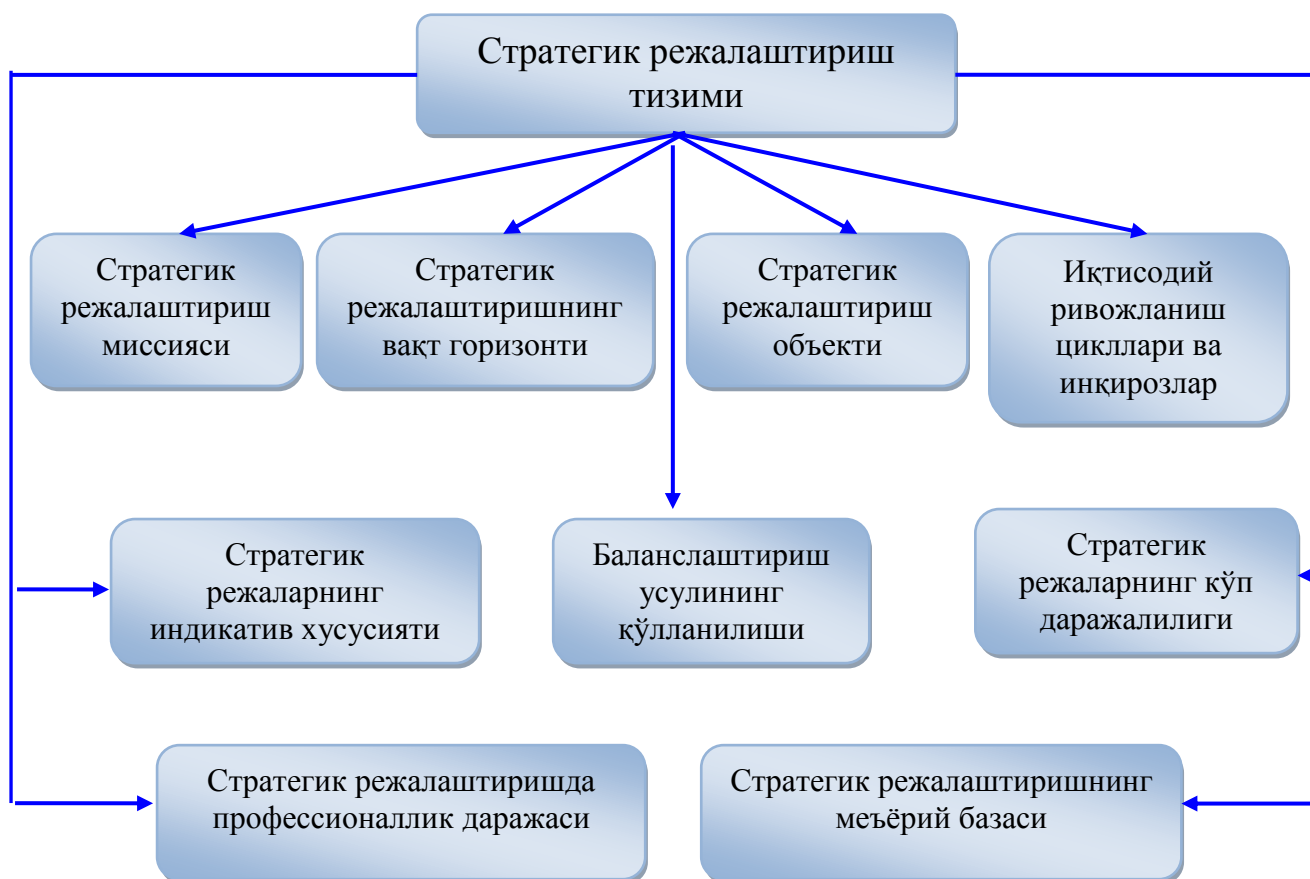 Стратегик режалаштириш
тизими
Стратегик
режалаштириш
миссияси
Стратегик
режалаштиришнинг
вақт горизонти
Стратегик
режалаштириш
объекти
Иқтисодий
ривожланиш
цикллари ва
инқирозлар
Стратегик
режаларнинг
индикатив хусусияти
Баланслаштириш
усулининг
қўлланилиши
Стратегик
режаларнинг кўп
даражалилиги
Стратегик режалаштиришда
профессионаллик даражаси
Стратегик режалаштиришнинг
меъёрий базаси